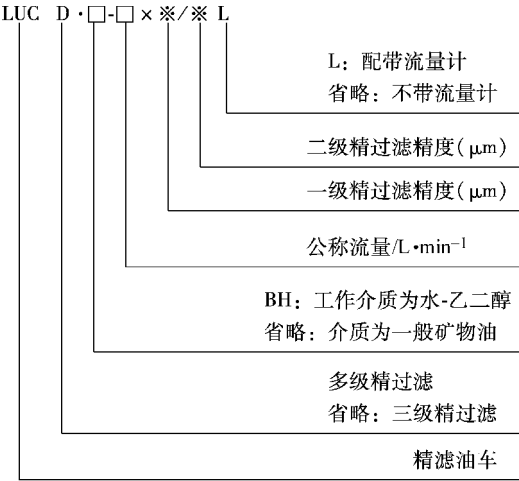 LUC D·□-□×※/※ L
L：配带流量计
省略：不带流量计
二级精过滤精度(μm)
一级精过滤精度(μm)
公称流量/L·min⁻¹
BH：工作介质为水-乙二醇
省略：介质为一般矿物油
多级精过滤
省略：三级精过滤
精滤油车